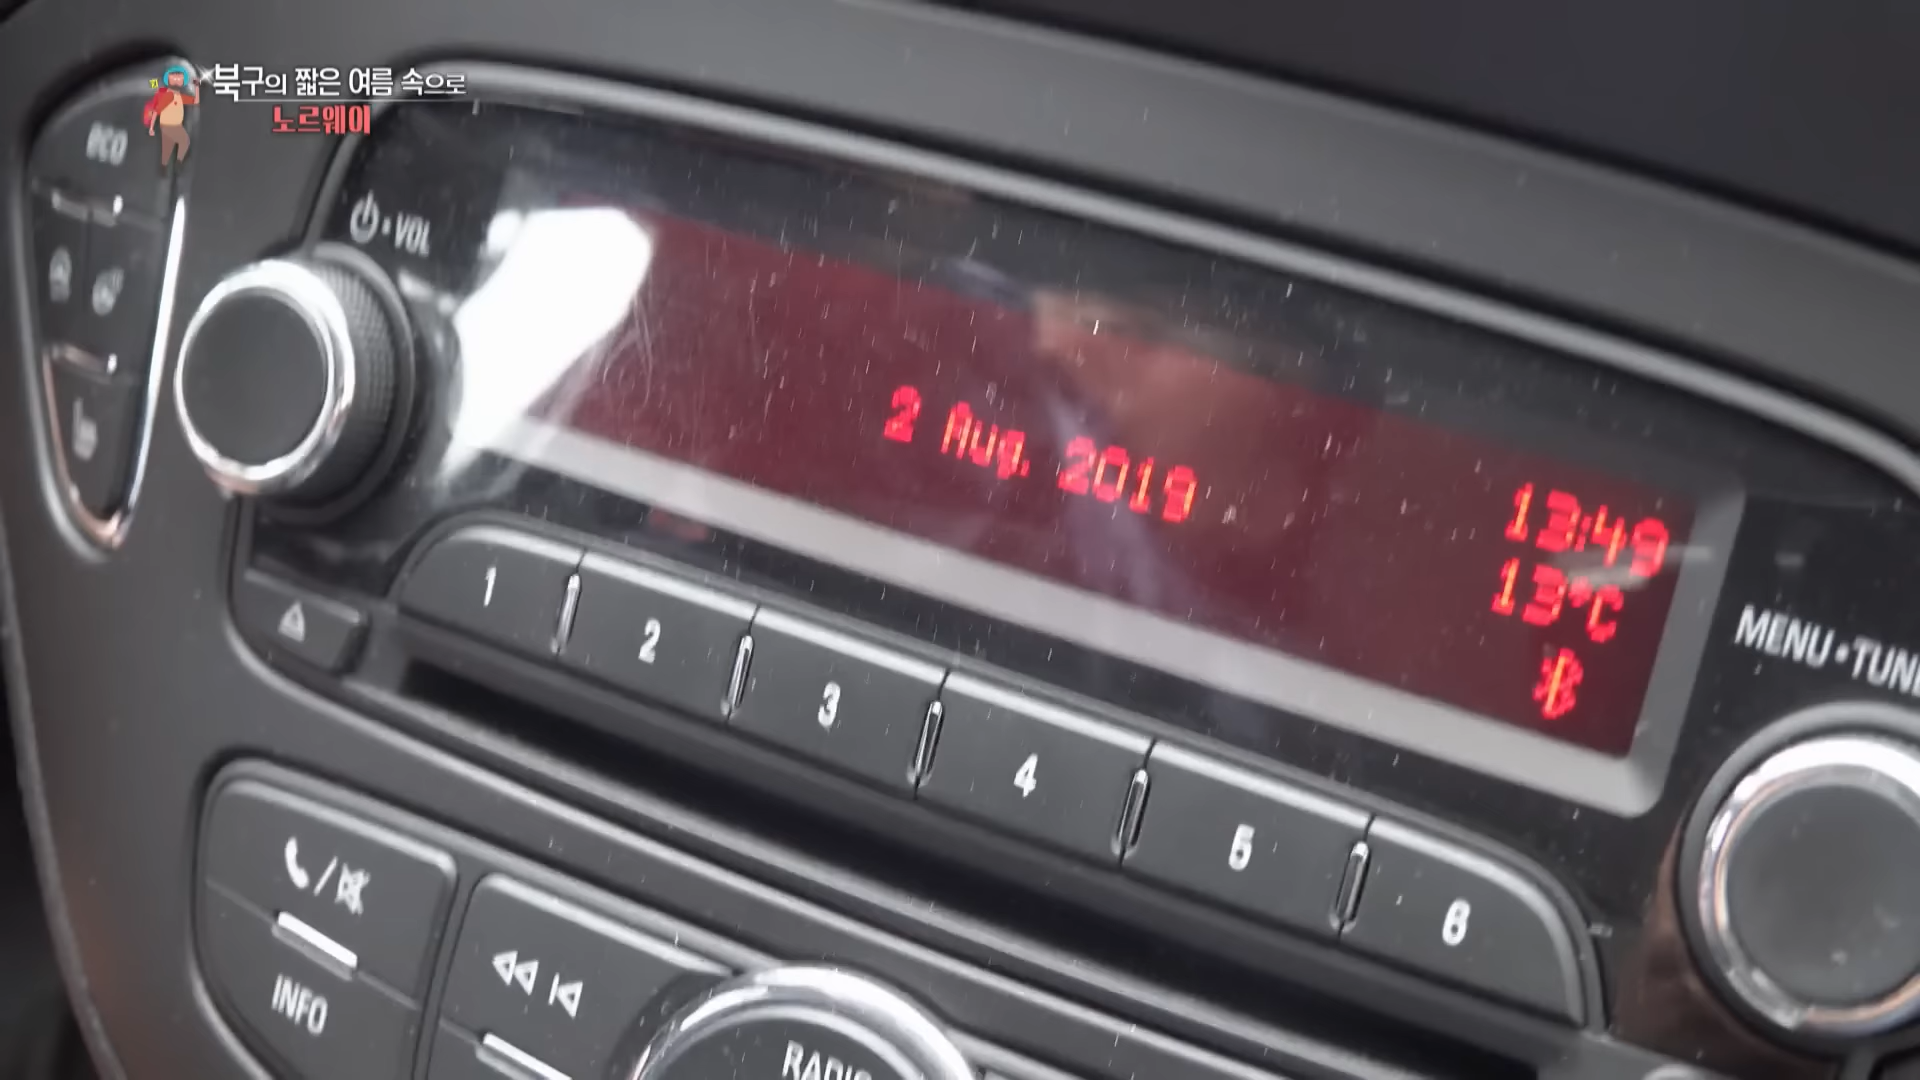 북구의 짧은 여름 속으로
노르웨이
eco
VOL
2 Aug. 2019
13:49
13°C
MENU•TUNE
1
2
3
4
5
6
INFO
RADIO